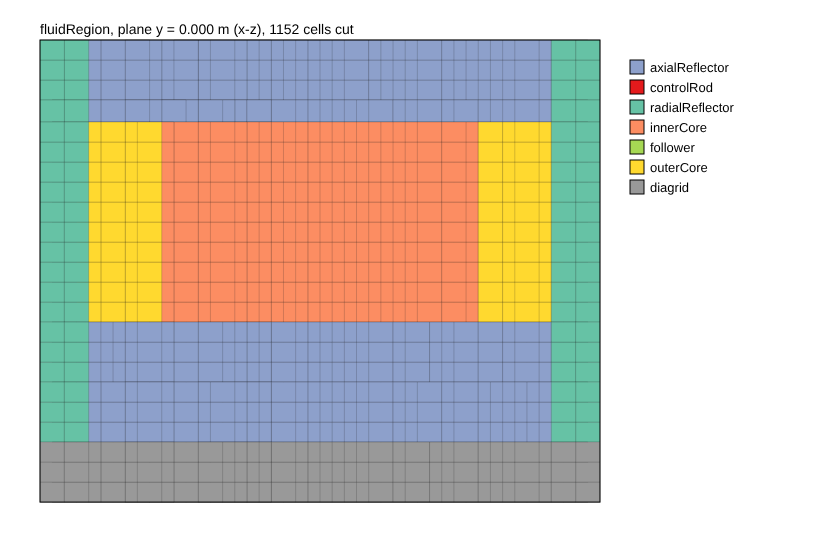 fluidRegion, plane y = 0.000 m (x-z), 1152 cells cut
axialReflector
controlRod
radialReflector
innerCore
follower
outerCore
diagrid